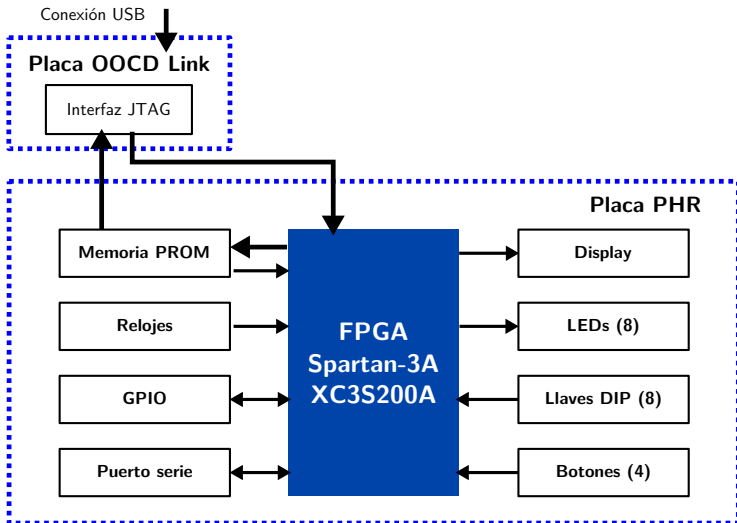 Conexión USB
Placa OOCD Link
Interfaz JTAG
Placa PHR
Memoria PROM
Relojes
GPIO
Puerto serie
FPGA
Spartan-3A
XC3S200A
Display
LEDs (8)
Llaves DIP (8)
Botones (4)